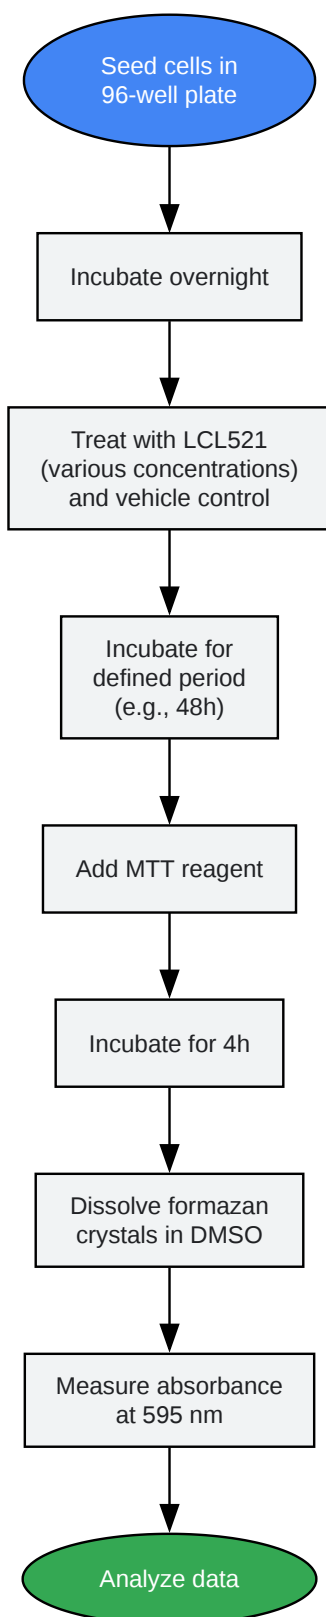 Seed cells in
96-well plate
Incubate overnight
Treat with LCL521
(various concentrations)
and vehicle control
Incubate for
defined period
(e.g., 48h)
Add MTT reagent
Incubate for 4h
Dissolve formazan
crystals in DMSO
Measure absorbance
at 595 nm
Analyze data